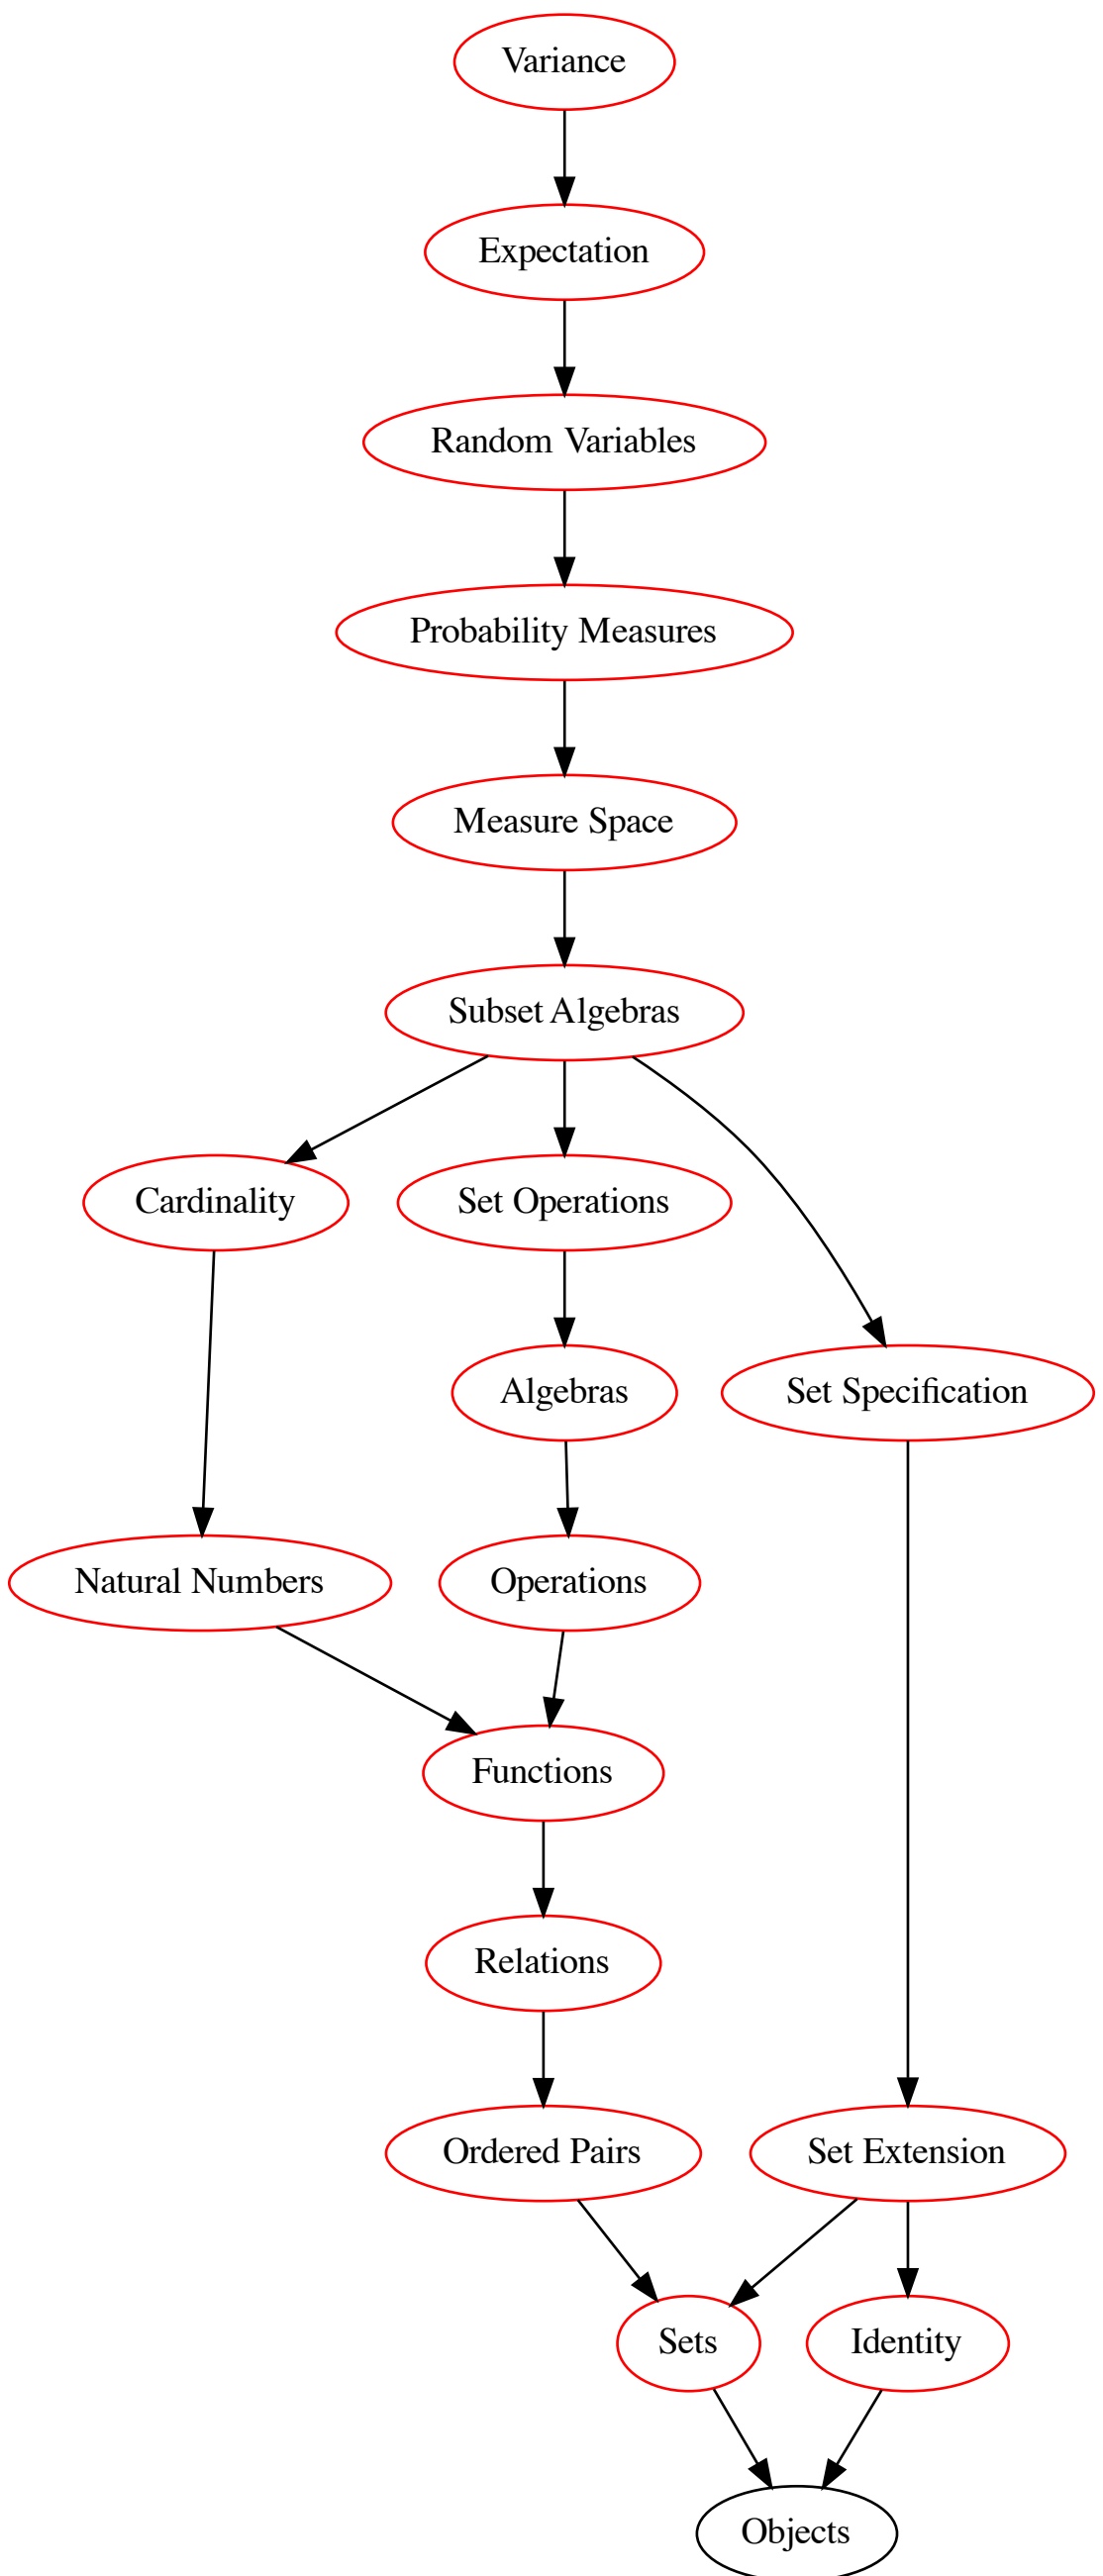 Variance
Expectation
Random Variables
Probability Measures
Measure Space
Subset Algebras
Cardinality
Set Operations
Algebras
Set Specification
Natural Numbers
Operations
Functions
Relations
Ordered Pairs
Set Extension
Sets
Identity
Objects